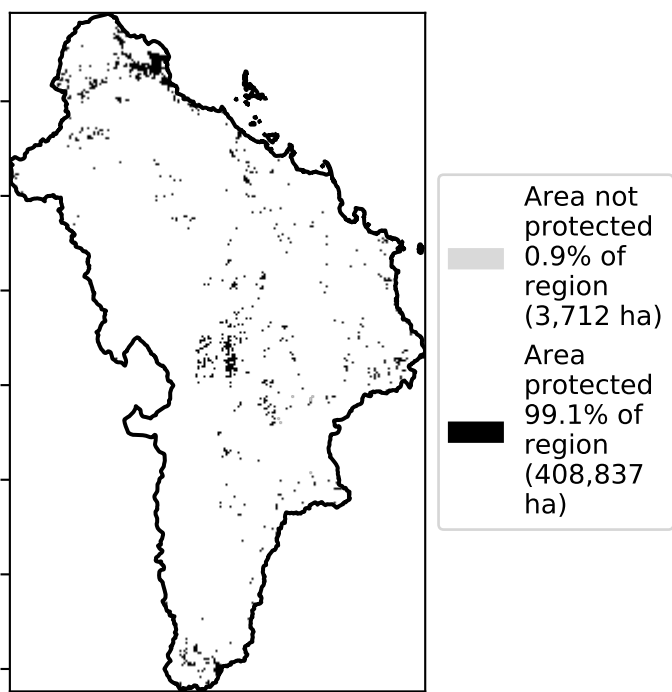 Area not
protected
0.9% of
region
(3,712 ha)
Area
protected
99.1% of
region
(408,837
ha)